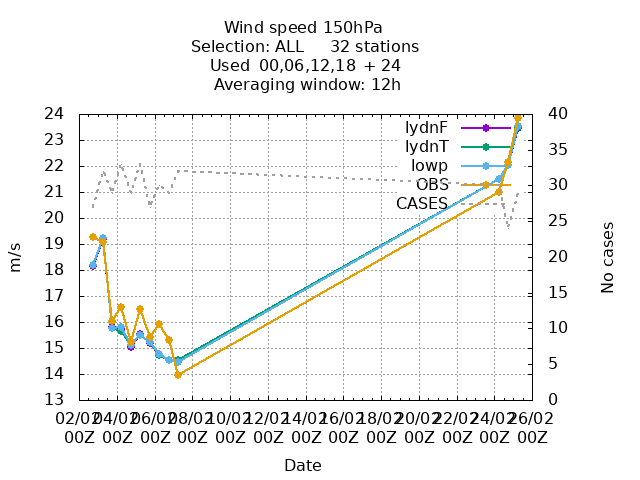 Wind speed 150hPa
Selection: ALL     32 stations
Used  00,06,12,18 + 24
Averaging window: 12h
24 40
23 35
22 30
21 25
20 20
19 15
18 10
17 5
16 0
15
14
13
m/s
No cases
lydnF
lydnT
lowp
OBS
CASES
02/02 04/02 06/02 08/02 10/02 12/02 14/02 16/02 18/02 20/02 22/02 24/02 26/02
00Z 00Z 00Z 00Z 00Z 00Z 00Z 00Z 00Z 00Z 00Z 00Z 00Z
Date